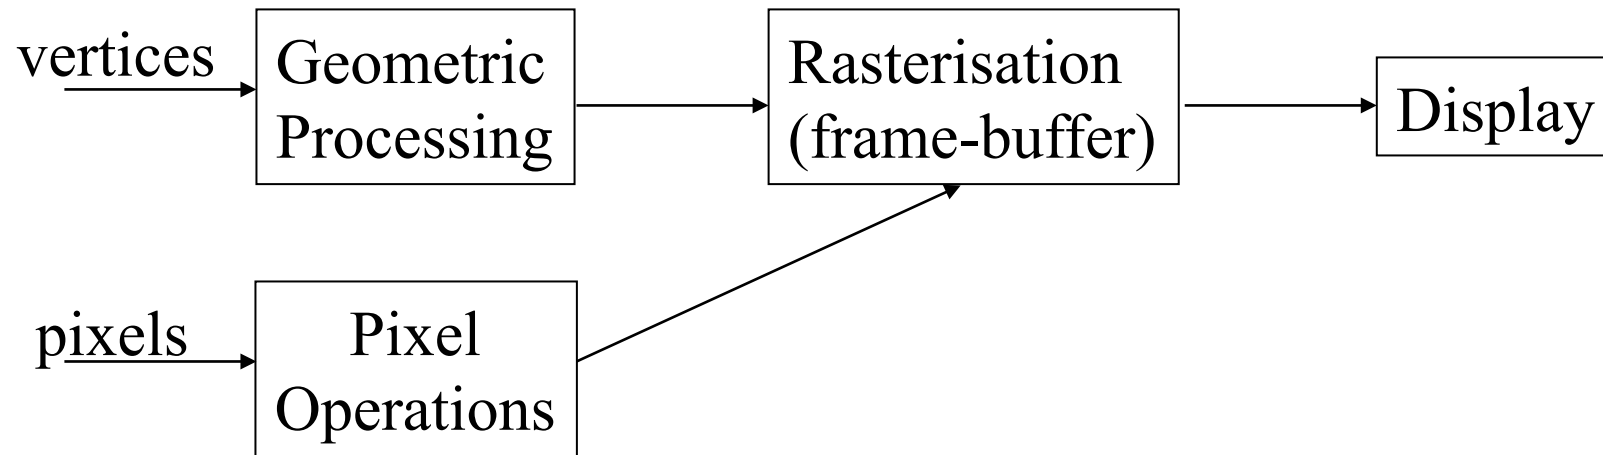 vertices
Geometric
Processing
Rasterisation
(frame-buffer)
Display
pixels
Pixel
Operations